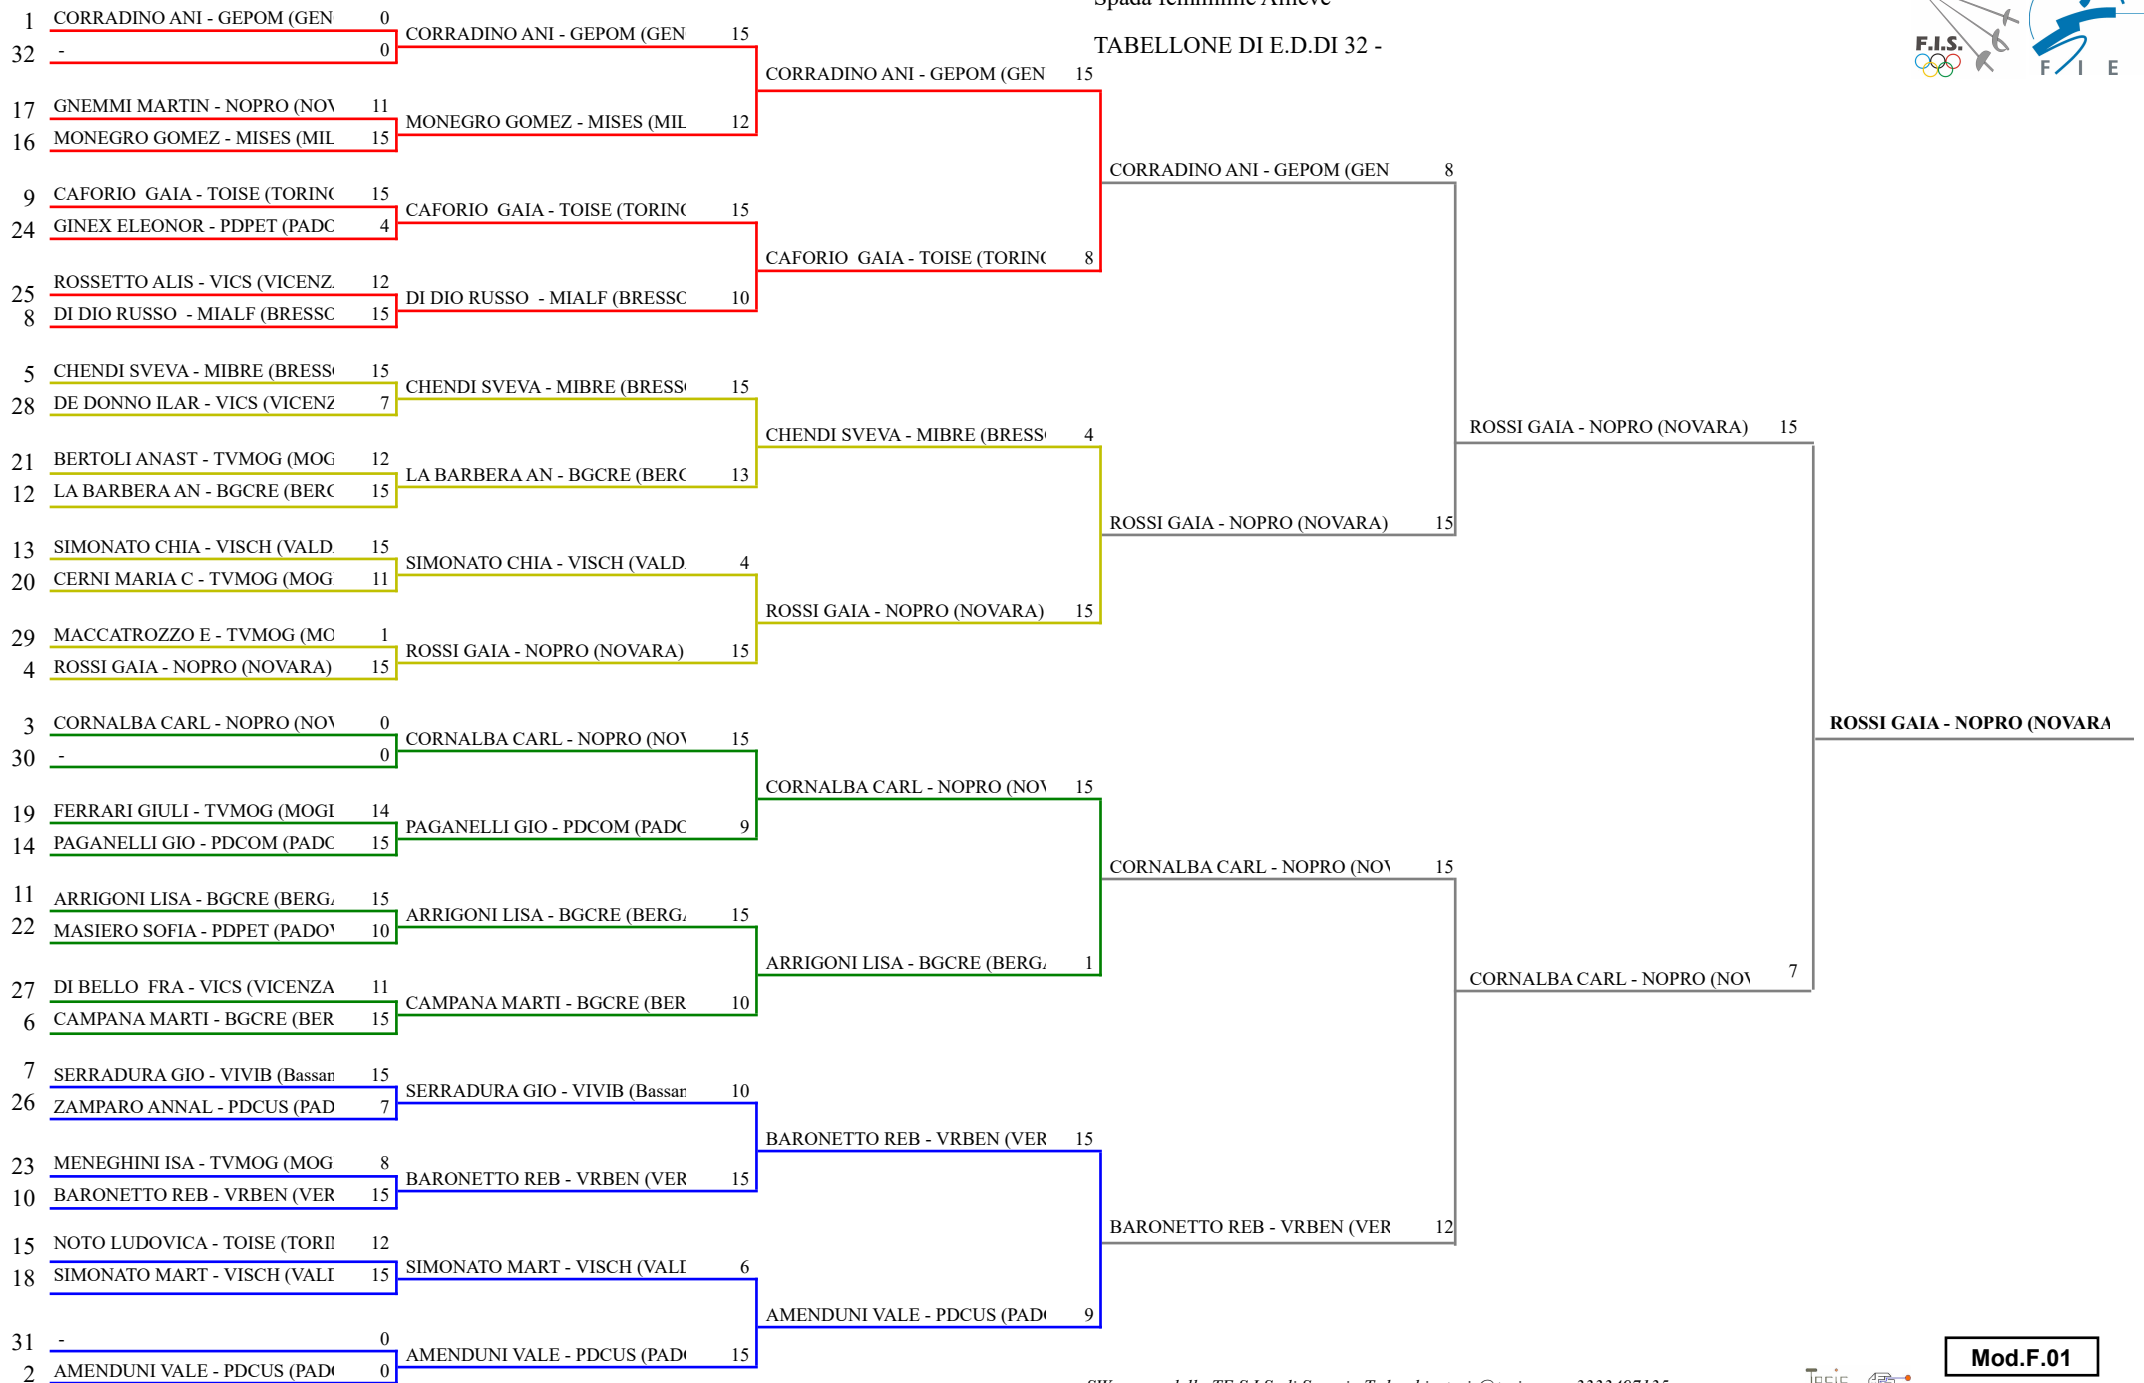 Spada femminile Allieve
TABELLONE DI E.D.DI 32 -
F.I.S.
F I E
1 CORRADINO ANI - GEPOM (GEN 0
32 - 0
17 GNEMMI MARTIN - NOPRO (NOV 11
16 MONEGRO GOMEZ - MISES (MIL 15
9 CAFORIO GAIA - TOISE (TORINO 15
24 GINEX ELEONOR - PDPET (PADO 4
25 ROSSETTO ALIS - VICS (VICENZ 12
8 DI DIO RUSSO - MIALF (BRESSO 15
5 CHENDI SVEVA - MIBRE (BRESS 15
28 DE DONNO ILAR - VICS (VICENZ 7
21 BERTOLI ANAST - TVMOG (MOG 12
12 LA BARBERA AN - BGCRE (BERG 15
13 SIMONATO CHIA - VISCH (VALD 15
20 CERNI MARIA C - TVMOG (MOG 11
29 MACCATROZZO E - TVMOG (MO 1
4 ROSSI GAIA - NOPRO (NOVARA) 15
3 CORNALBA CARL - NOPRO (NOV 0
30 - 0
19 FERRARI GIULI - TVMOG (MOGL 14
14 PAGANELLI GIO - PDCOM (PADO 15
11 ARRIGONI LISA - BGCRE (BERGA 15
22 MASIERO SOFIA - PDPET (PADOV 10
27 DI BELLO FRA - VICS (VICENZA 11
6 CAMPANA MARTI - BGCRE (BER 15
7 SERRADURA GIO - VIVIB (Bassan 15
26 ZAMPARO ANNAL - PDCUS (PAD 7
23 MENEGHINI ISA - TVMOG (MOG 8
10 BARONETTO REB - VRBEN (VER 15
15 NOTO LUDOVICA - TOISE (TORI 12
18 SIMONATO MART - VISCH (VALD 15
31 - 0
2 AMENDUNI VALE - PDCUS (PAD 0
CORRADINO ANI - GEPOM (GEN 15
MONEGRO GOMEZ - MISES (MIL 12
CAFORIO GAIA - TOISE (TORINO 15
DI DIO RUSSO - MIALF (BRESSO 10
CHENDI SVEVA - MIBRE (BRESS 15
LA BARBERA AN - BGCRE (BERG 13
SIMONATO CHIA - VISCH (VALD 4
ROSSI GAIA - NOPRO (NOVARA) 15
CORNALBA CARL - NOPRO (NOV 15
PAGANELLI GIO - PDCOM (PADO 9
ARRIGONI LISA - BGCRE (BERGA 15
CAMPANA MARTI - BGCRE (BER 10
SERRADURA GIO - VIVIB (Bassan 10
BARONETTO REB - VRBEN (VER 15
SIMONATO MART - VISCH (VALD 6
AMENDUNI VALE - PDCUS (PAD 15
CORRADINO ANI - GEPOM (GEN 15
CAFORIO GAIA - TOISE (TORINO 8
CHENDI SVEVA - MIBRE (BRESS 4
ROSSI GAIA - NOPRO (NOVARA) 15
CORNALBA CARL - NOPRO (NOV 15
ARRIGONI LISA - BGCRE (BERGA 1
BARONETTO REB - VRBEN (VER 15
AMENDUNI VALE - PDCUS (PAD 9
CORRADINO ANI - GEPOM (GEN 8
ROSSI GAIA - NOPRO (NOVARA) 15
CORNALBA CARL - NOPRO (NOV 15
BARONETTO REB - VRBEN (VER 12
ROSSI GAIA - NOPRO (NOVARA) 15
CORNALBA CARL - NOPRO (NOV 7
ROSSI GAIA - NOPRO (NOVARA
Mod.F.01